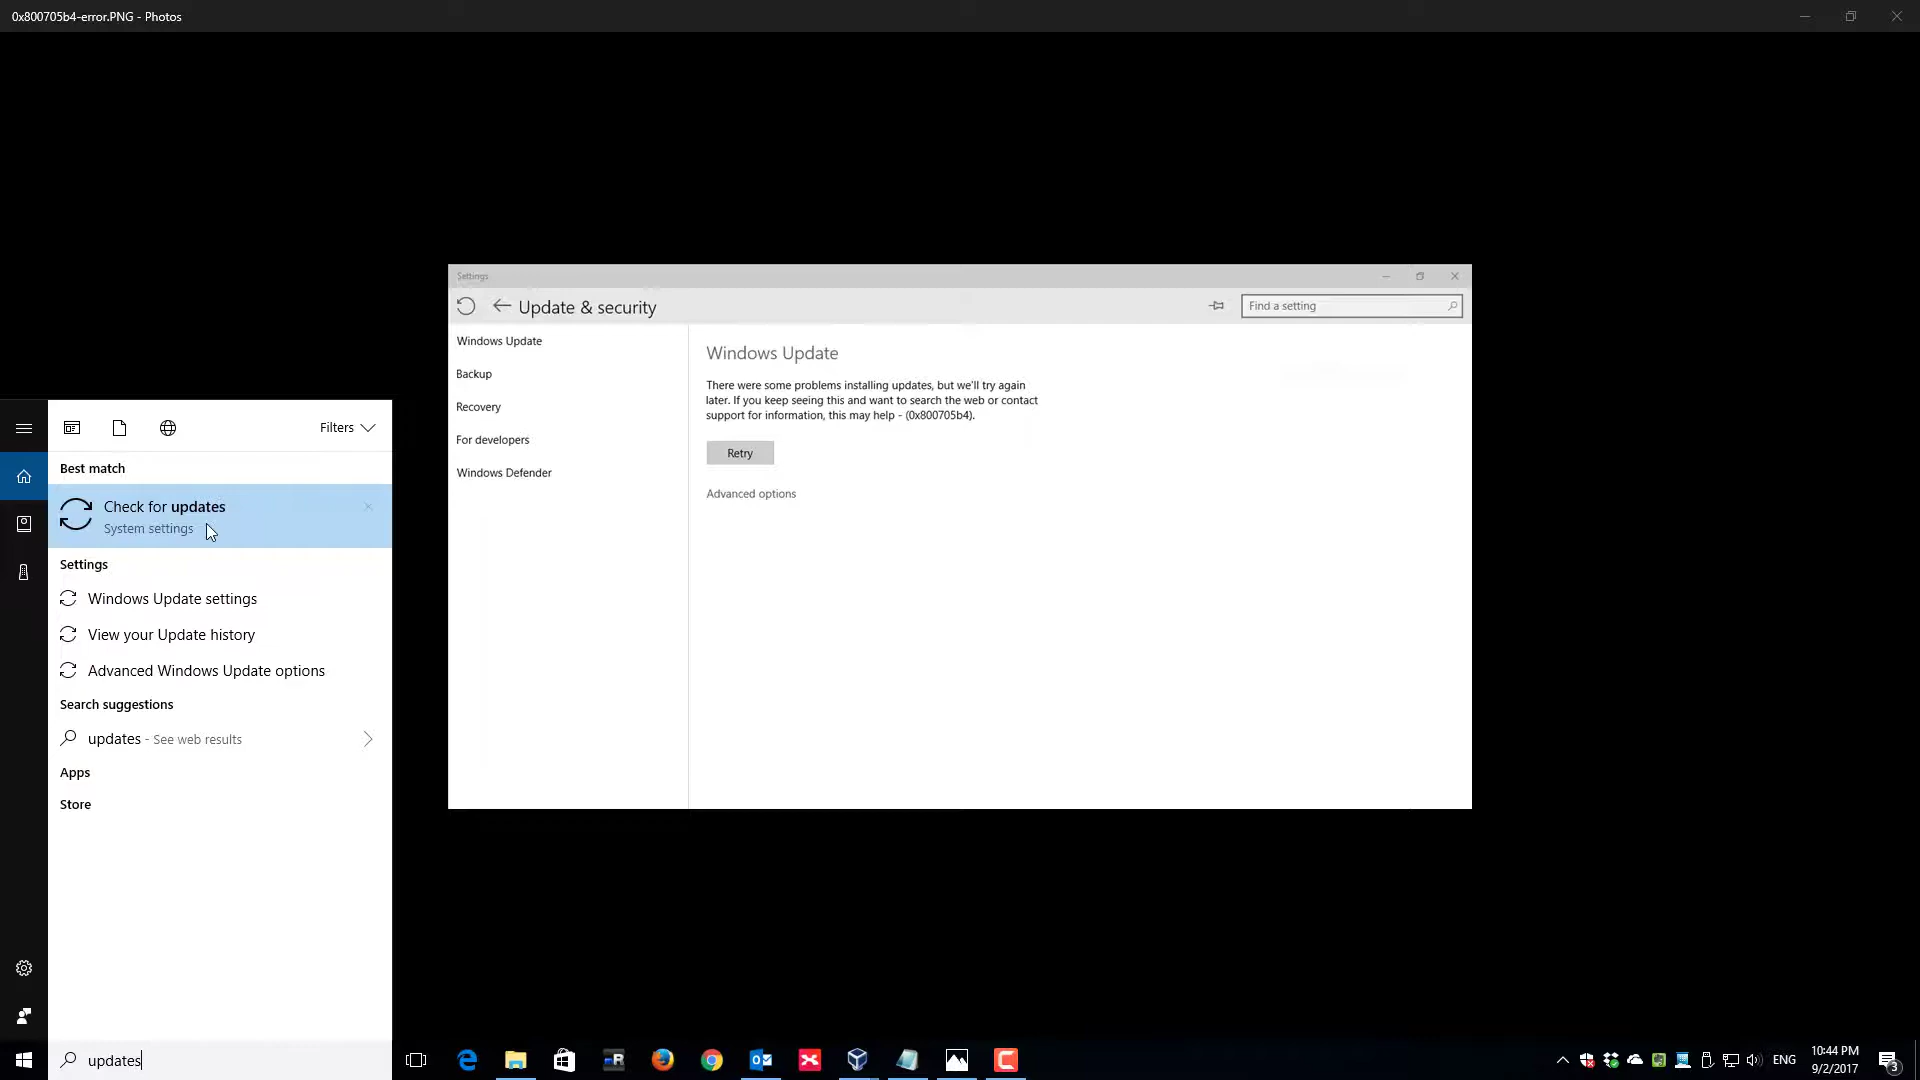 0x800705b4-error.PNG - Photos
Settings
Update & security
Find a setting
Windows Update
Backup
Recovery
For developers
Windows Defender
Windows Update
There were some problems installing updates, but we'll try again
later. If you keep seeing this and want to search the web or contact
support for information, this may help - (0x800705b4).
Retry
Advanced options
Filters
Best match
Check for updates
System settings
Settings
Windows Update settings
View your Update history
Advanced Windows Update options
Search suggestions
updates - See web results
Apps
Store
updates
R
ENG
10:44 PM
9/2/2017
3